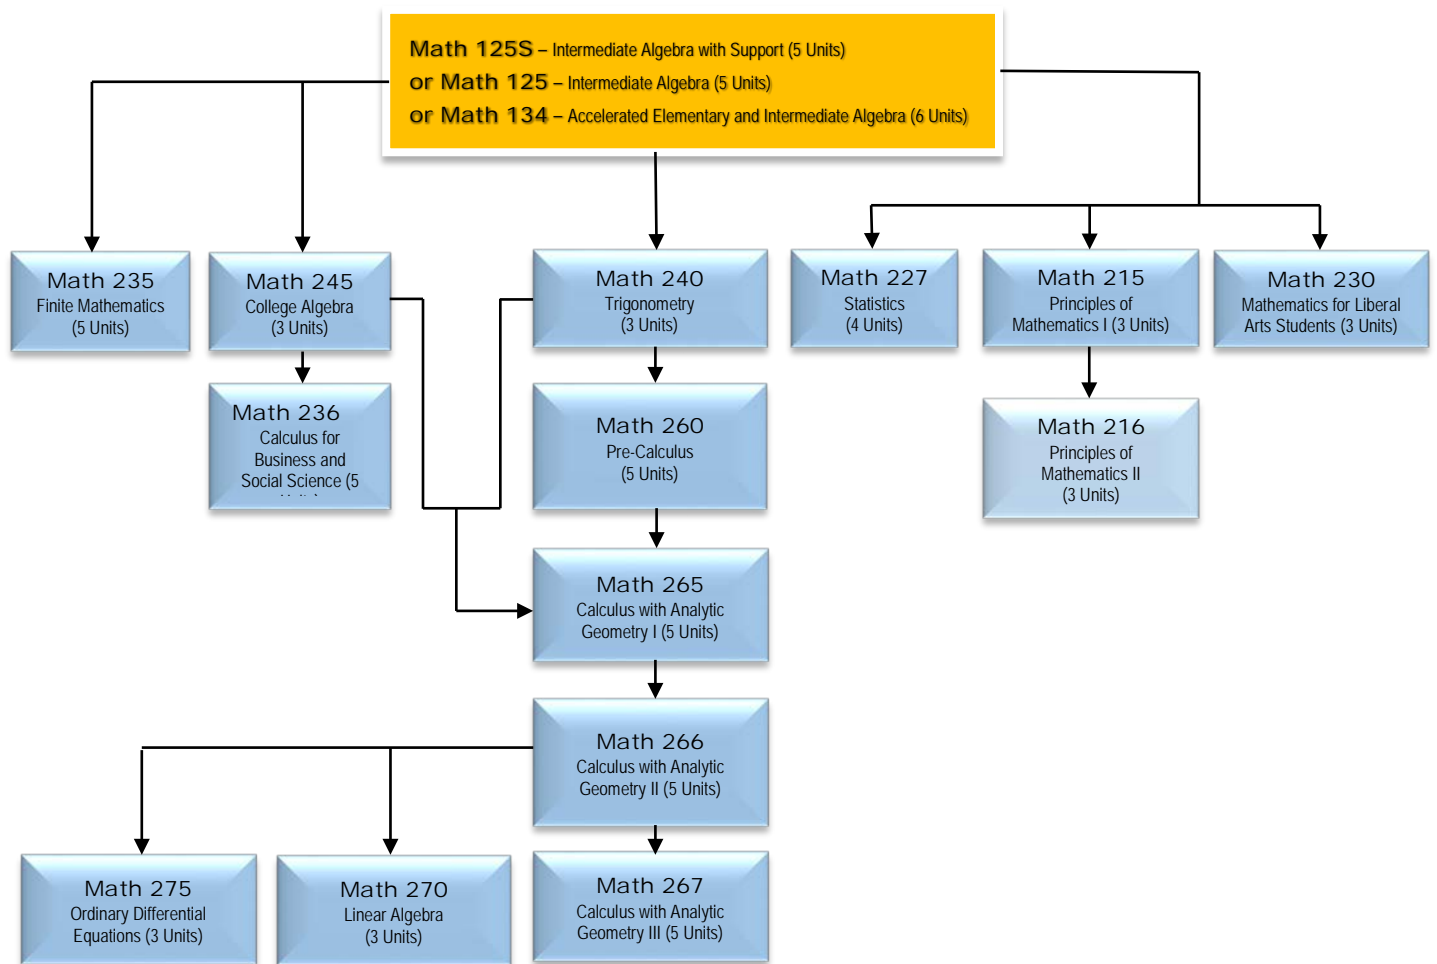 Math 125S – Intermediate Algebra with Support (5 Units)
or Math 125 – Intermediate Algebra (5 Units)
or Math 134 – Accelerated Elementary and Intermediate Algebra (6 Units)
Math 235
Finite Mathematics
(5 Units)
Math 245
College Algebra
(3 Units)
Math 240
Trigonometry
(3 Units)
Math 227
Statistics
(4 Units)
Math 215
Principles of
Mathematics I (3 Units)
Math 230
Mathematics for Liberal
Arts Students (3 Units)
Math 236
Calculus for
Business and
Social Science (5
Math 260
Pre-Calculus
(5 Units)
Math 216
Principles of
Mathematics II
(3 Units)
Math 265
Calculus with Analytic
Geometry I (5 Units)
Math 266
Calculus with Analytic
Geometry II (5 Units)
Math 275
Ordinary Differential
Equations (3 Units)
Math 270
Linear Algebra
(3 Units)
Math 267
Calculus with Analytic
Geometry III (5 Units)